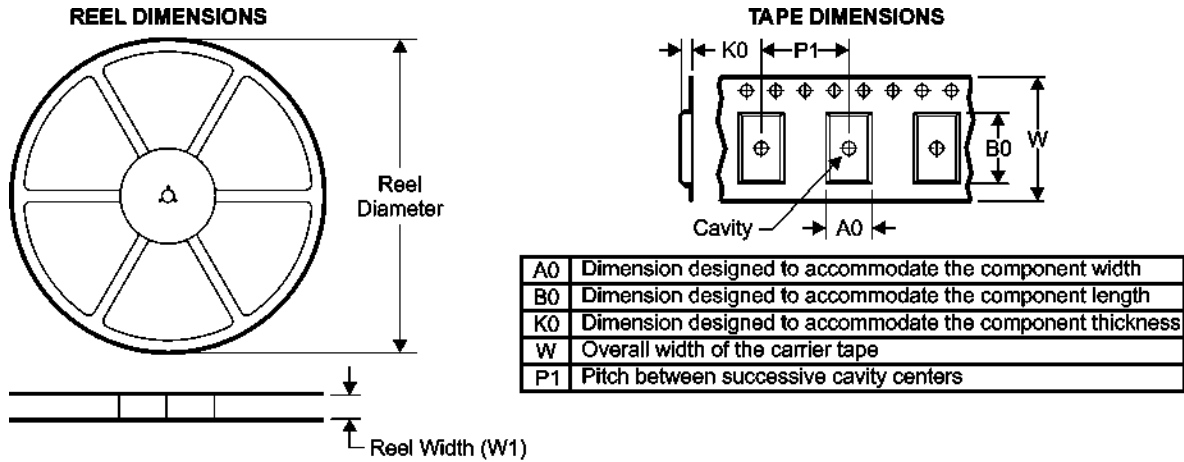 REEL DIMENSIONS
Reel
Diameter
Reel Width (W1)
TAPE DIMENSIONS
K0
P1
B0
W
Cavity
A0
A0 Dimension designed to accommodate the component width
B0 Dimension designed to accommodate the component length
K0 Dimension designed to accommodate the component thickness
W Overall width of the carrier tape
P1 Pitch between successive cavity centers